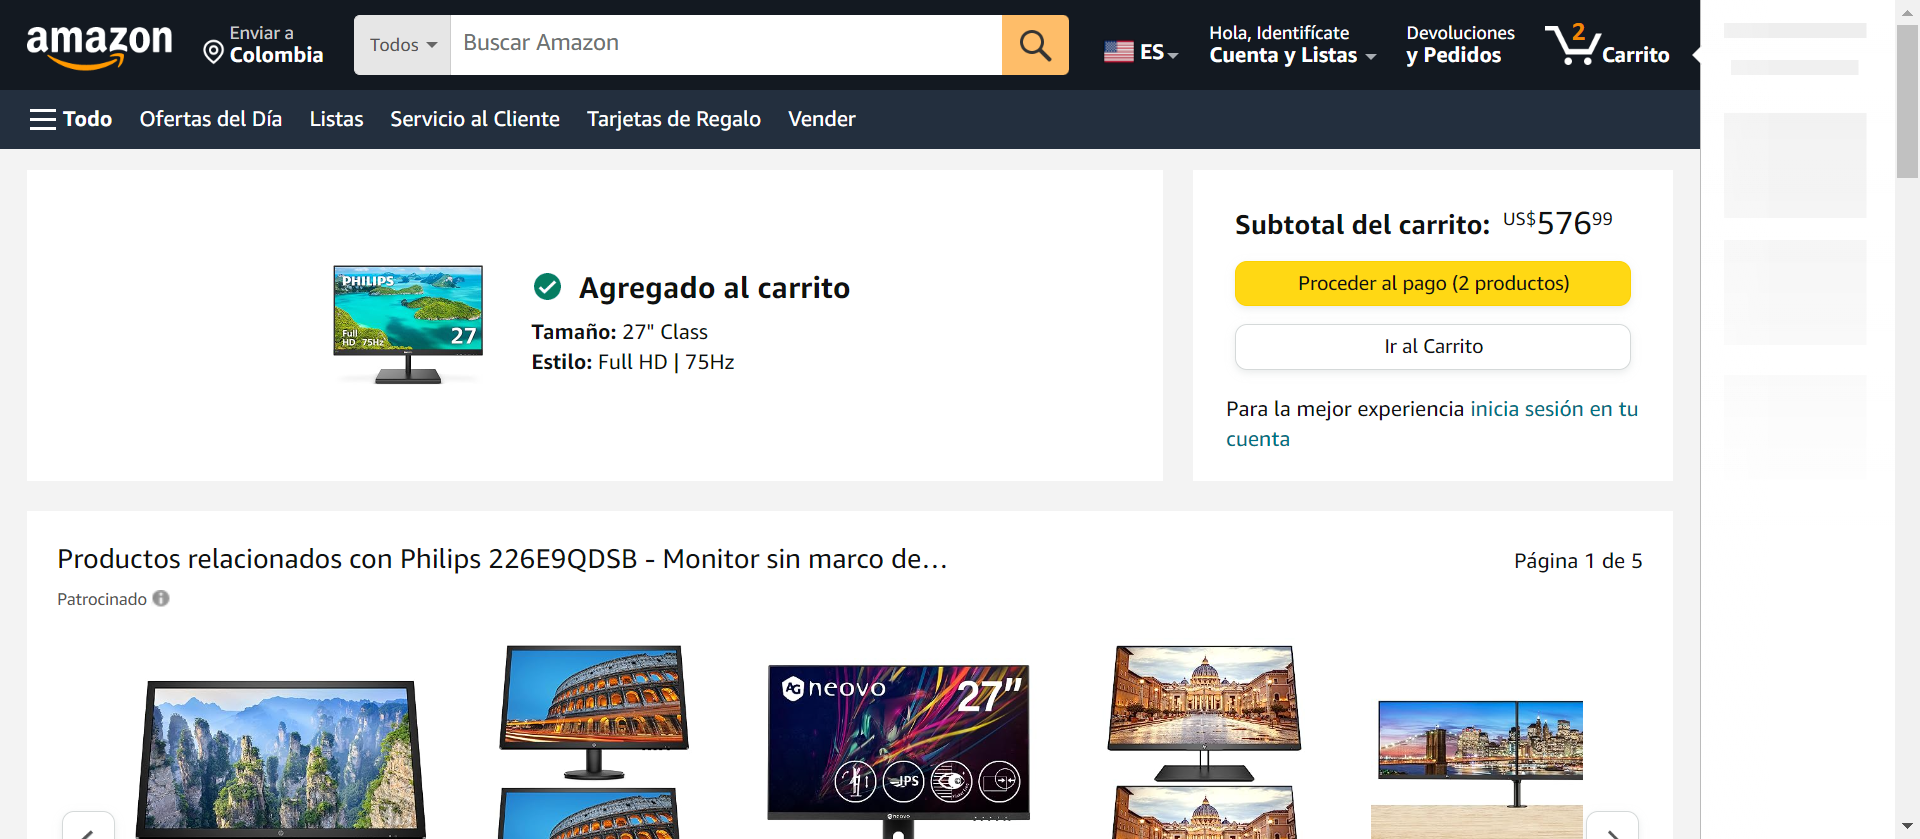 amazon
Enviar a
Colombia
Todos
Buscar Amazon
ES
Hola, Identifícate
Cuenta y Listas
Devoluciones
y Pedidos
2
Carrito
Todo
Ofertas del Día
Listas
Servicio al Cliente
Tarjetas de Regalo
Vender
PHILIPS
Full
HD 75Hz
27
Agregado al carrito
Tamaño: 27" Class
Estilo: Full HD | 75Hz
Subtotal del carrito: US$57699
Proceder al pago (2 productos)
Ir al Carrito
Para la mejor experiencia inicia sesión en tu
cuenta
Productos relacionados con Philips 226E9QDSB - Monitor sin marco de...
Página 1 de 5
Patrocinado
AG neovo
27"
IPS
neovo